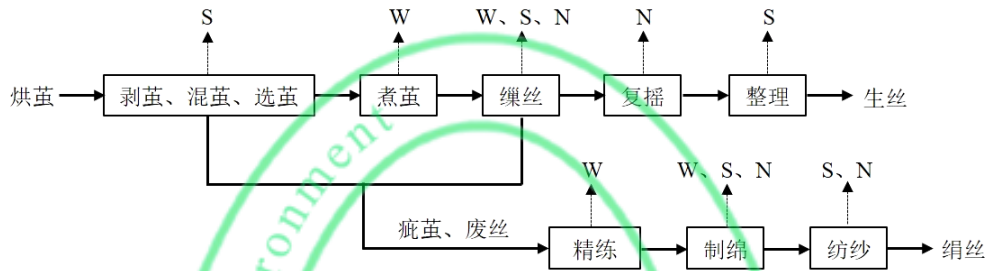 S W W、S、N N S
烘茧 剥茧、混茧、选茧 煮茧 缫丝 复摇 整理 生丝
W W、S、N S、N
疵茧、废丝 精练 制绵 纺纱 绢丝
ronment